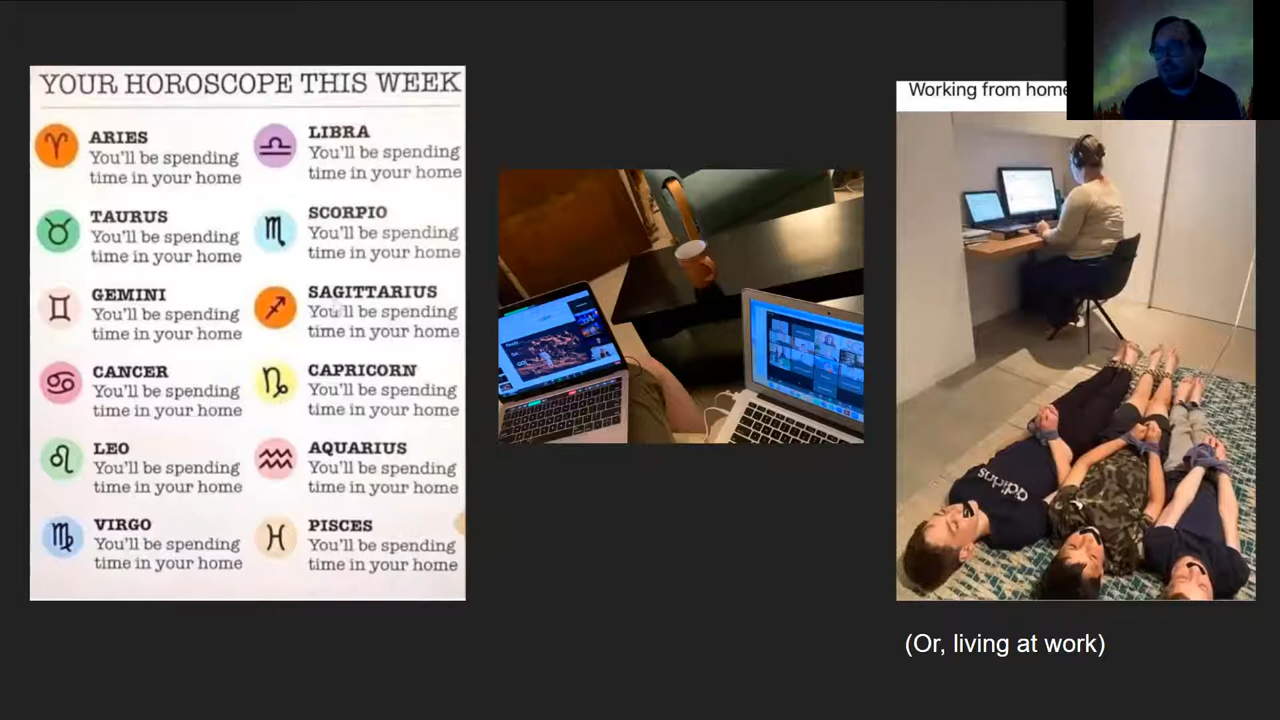 YOUR HOROSCOPE THIS WEEK
ARIES
You'll be spending
time in your home
TAURUS
You'll be spending
time in your home
GEMINI
You'll be spending
time in your home
CANCER
You'll be spending
time in your home
LEO
You'll be spending
time in your home
VIRGO
You'll be spending
time in your home
LIBRA
You'll be spending
time in your home
SCORPIO
You'll be spending
time in your home
SAGITTARIUS
You'll be spending
time in your home
CAPRICORN
You'll be spending
time in your home
AQUARIUS
You'll be spending
time in your home
PISCES
You'll be spending
time in your home
Working from home
adidas
(Or, living at work)